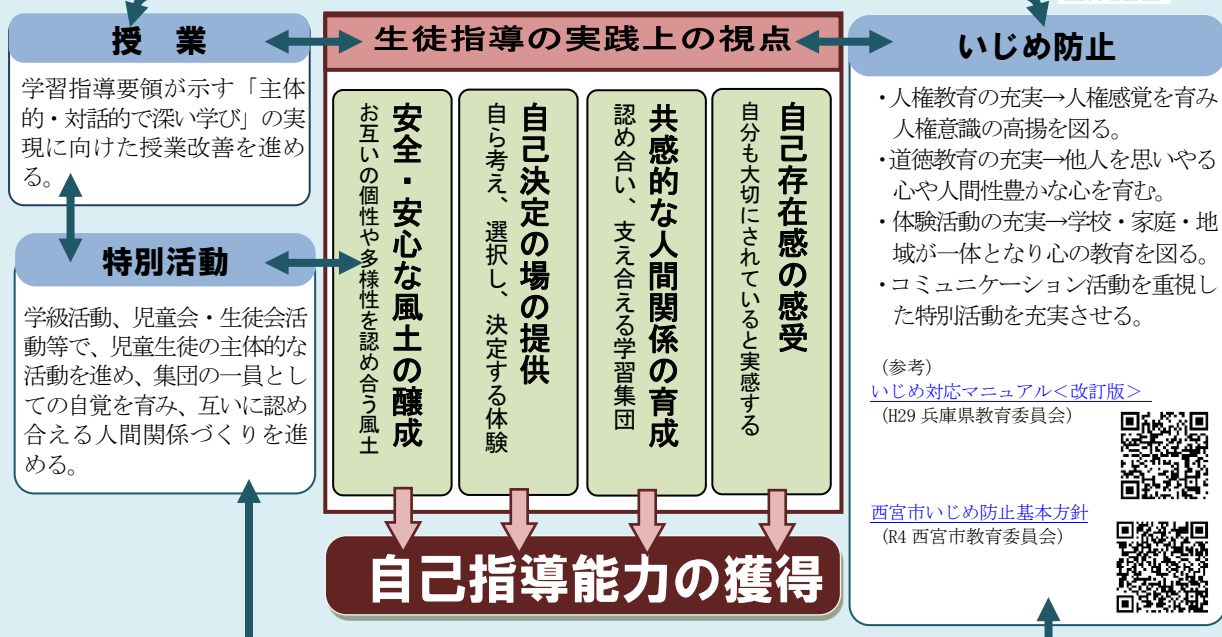 授　業
学習指導要領が示す「主体
的・対話的で深い学び」の実
現に向けた授業改善を進め
る。
特別活動
学級活動、児童会・生徒会活
動等で、児童生徒の主体的な
活動を進め、集団の一員とし
ての自覚を育み、互いに認め
合える人間関係づくりを進
める。
生徒指導の実践上の視点
自己存在感の感受
自分も大切にされていると実感する
共感的な人間関係の育成
認め合い、支え合える学習集団
自己決定の場の提供
自ら考え、選択し、決定する体験
安全・安心な風土の醸成
お互いの個性や多様性を認め合う風土
自己指導能力の獲得
いじめ防止
・人権教育の充実→人権感覚を育み
人権意識の高揚を図る。
・道徳教育の充実→他人を思いやる
心や人間性豊かな心を育む。
・体験活動の充実→学校・家庭・地
域が一体となり心の教育を図る。
・コミュニケーション活動を重視し
た特別活動を充実させる。
（参考）
いじめ対応マニュアル＜改訂版＞
（H29 兵庫県教育委員会）
西宮市いじめ防止基本方針
（R4 西宮市教育委員会）